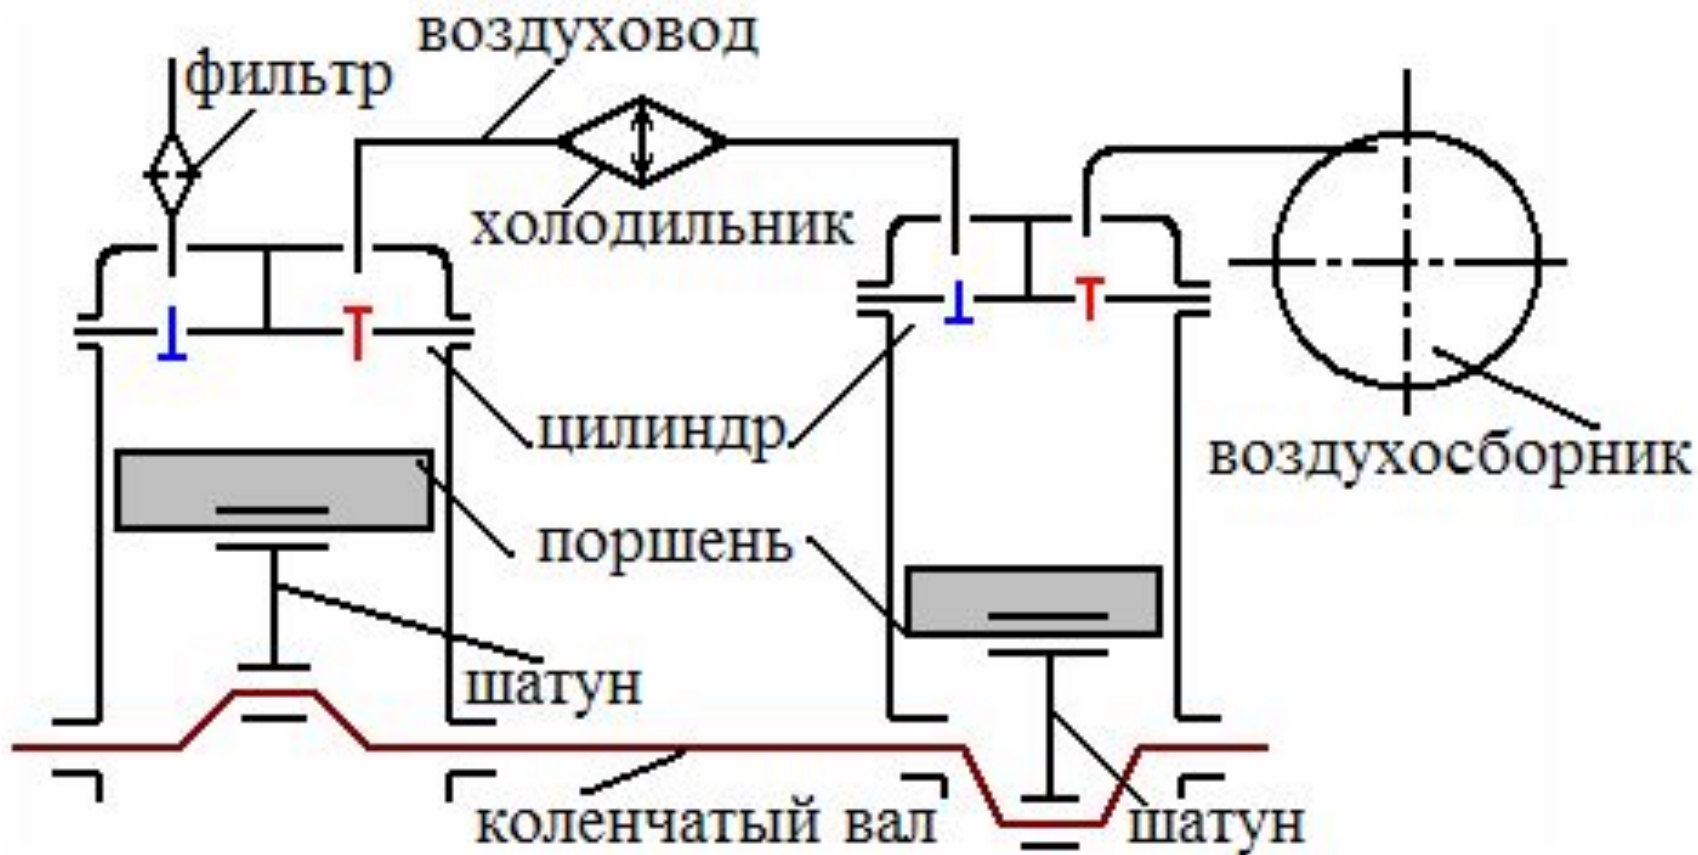 воздуховод
фильтр
холодильник
цилиндр
воздухосборник
поршень
шатун
коленчатый вал
шатун